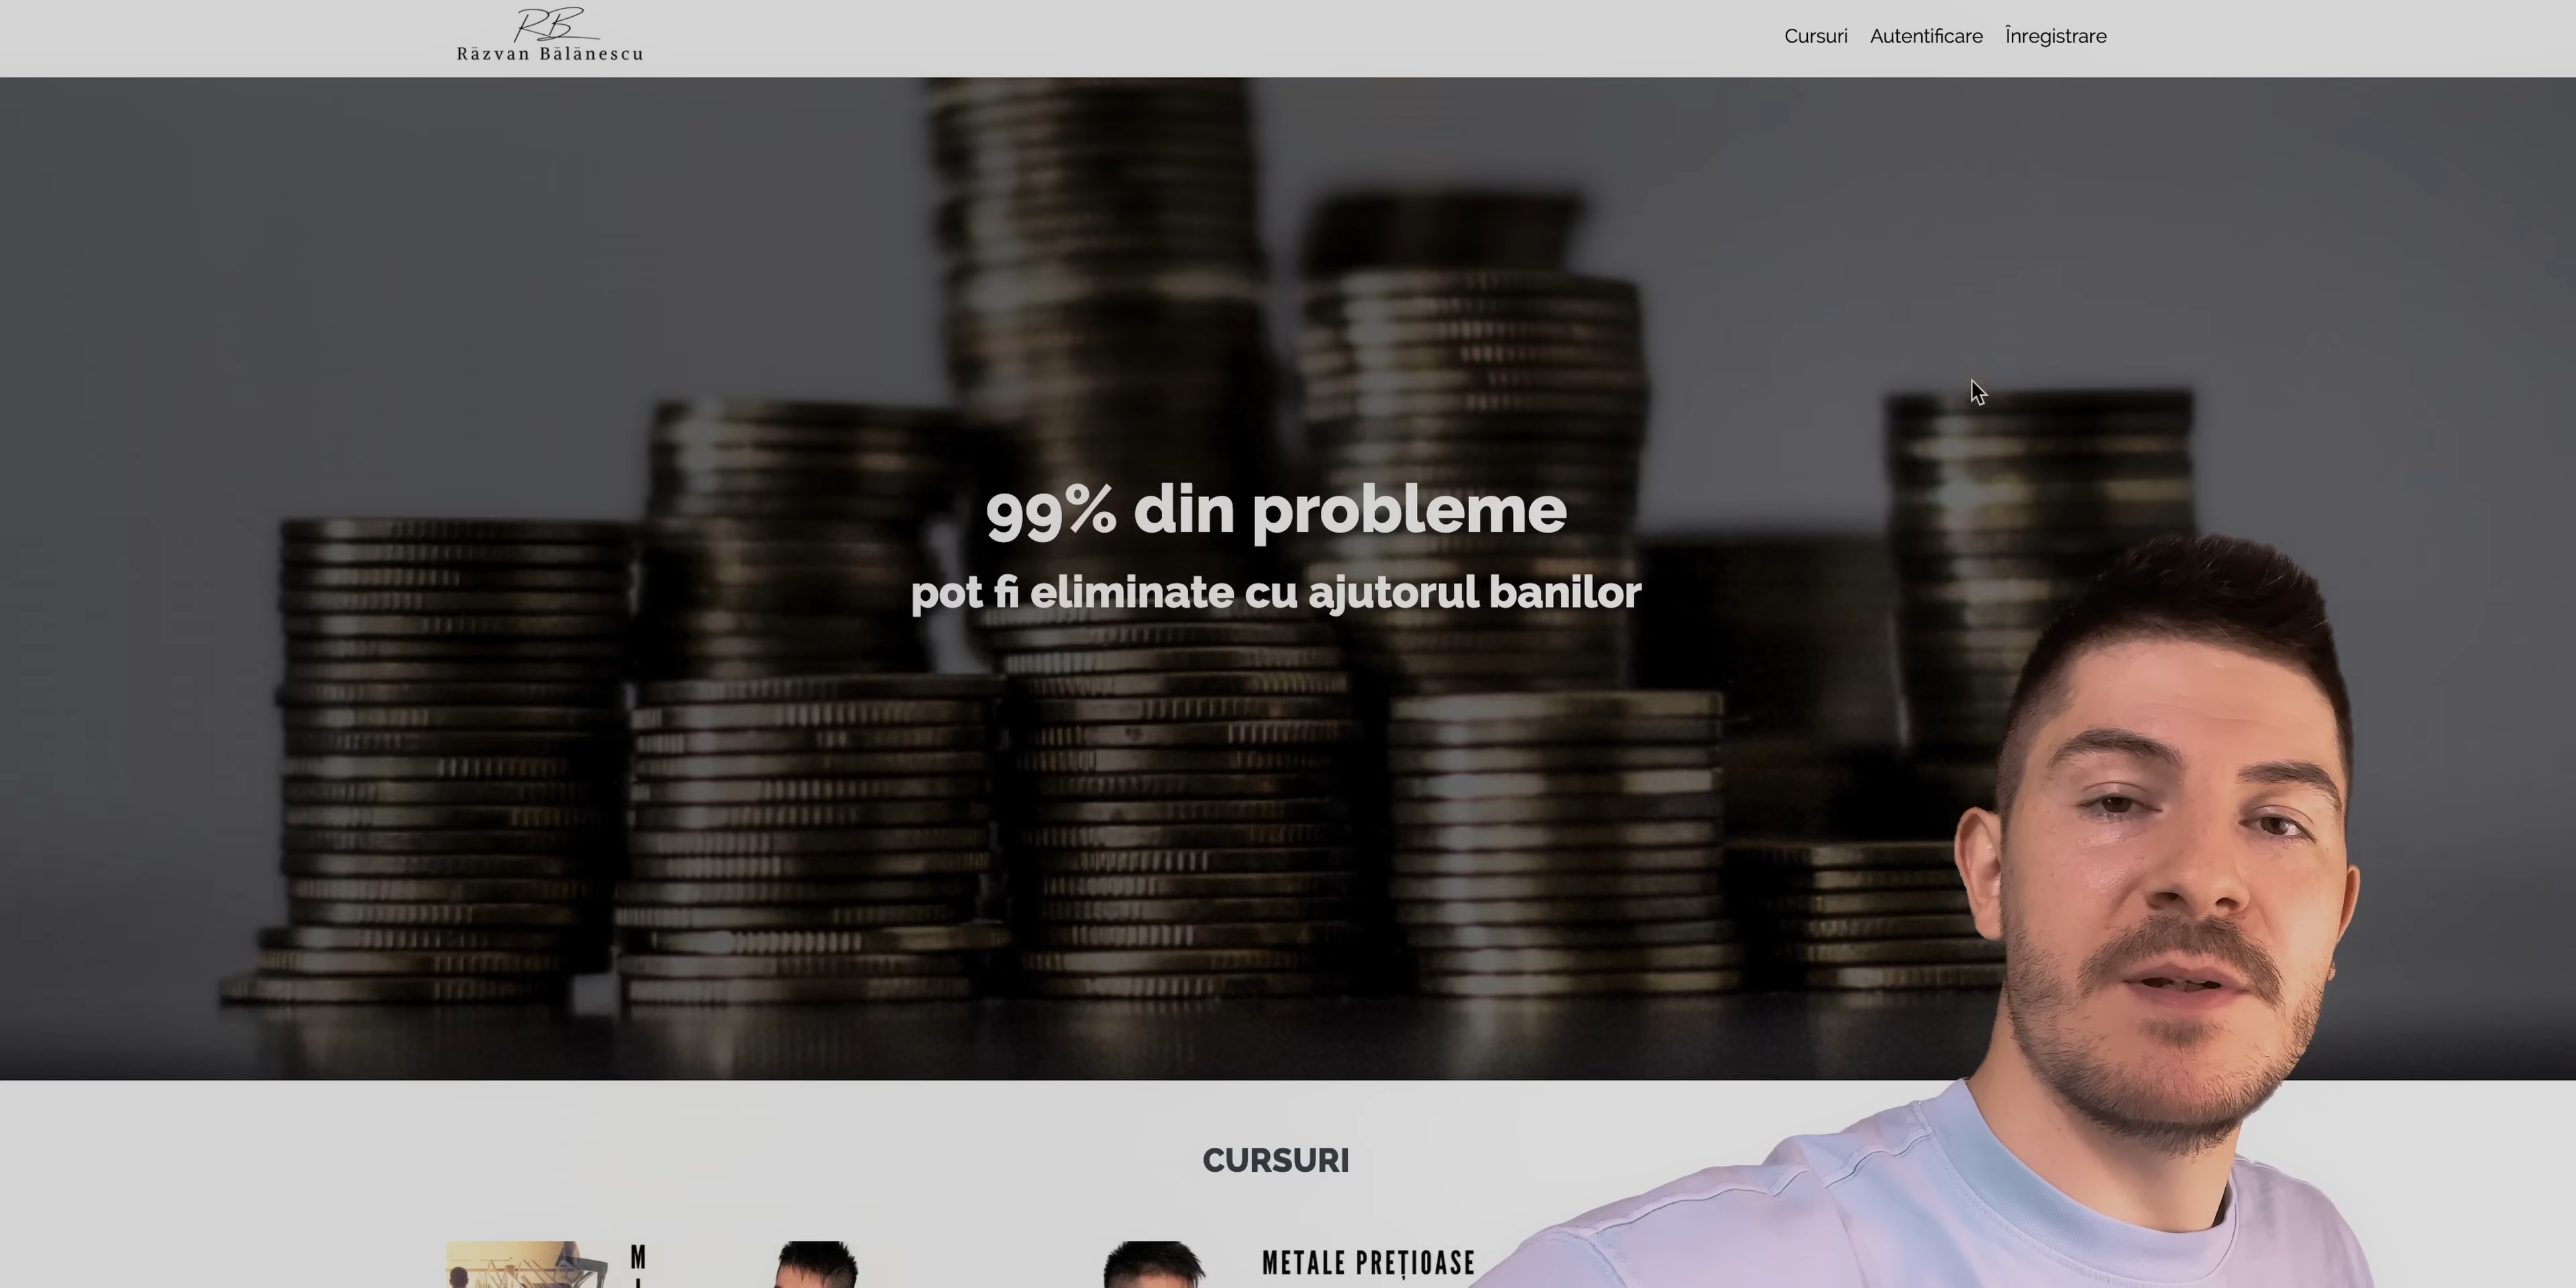 RB
Răzvan Bălănescu
Cursuri Autentificare Înregistrare
99% din probleme
pot fi eliminate cu ajutorul banilor
CURSURI
M
METALE PREȚIOASE